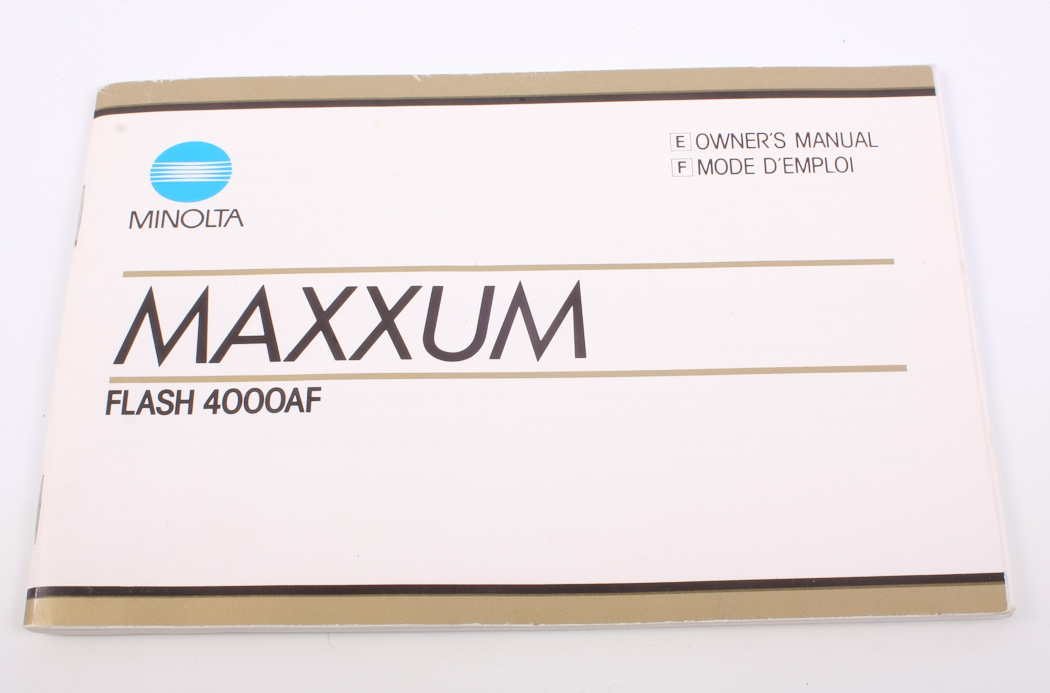 MINOLTA
E OWNER'S MANUAL
F MODE D'EMPLOI
MAXXUM
FLASH 4000AF